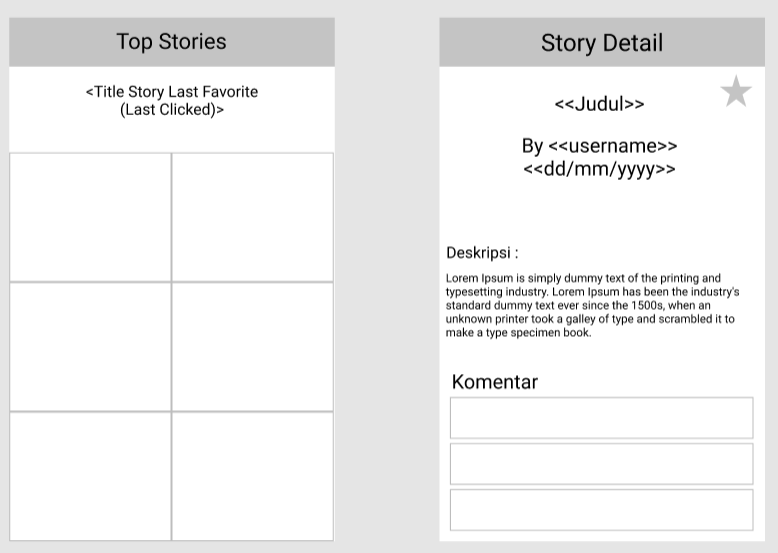 Top Stories
<Title Story Last Favorite
(Last Clicked)>
Story Detail
<<Judul>>
By <<username>>
<<dd/mm/yyyy>>
Deskripsi :
Lorem Ipsum is simply dummy text of the printing and
typesetting industry. Lorem Ipsum has been the industry's
standard dummy text ever since the 1500s, when an
unknown printer took a galley of type and scrambled it to
make a type specimen book.
Komentar